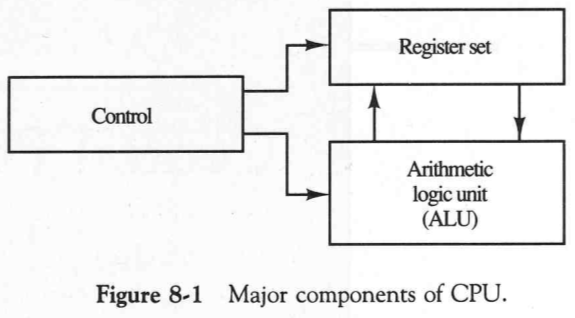 Register set
Control
Arithmetic
logic unit
(ALU)
Figure 8-1 Major components of CPU.